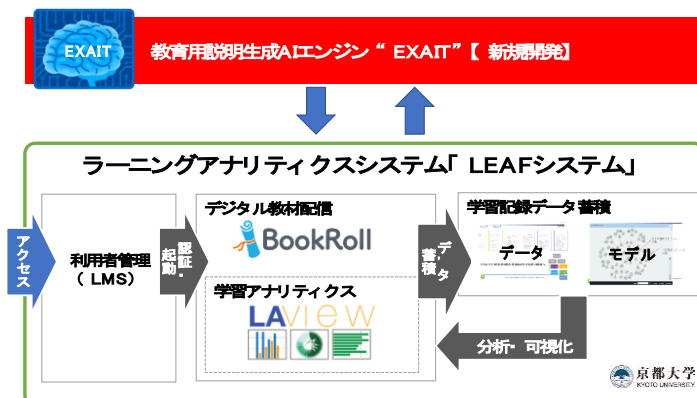 EXAIT
教育用説明生成AIエンジン“EXAIT”【新規開発】
ラーニングアナリティクスシステム「LEAFシステム」
アクセス
利用者管理
(LMS)
認証・
起動
デジタル教材配信
BookRoll
学習アナリティクス
LAView
データ
蓄積
学習記録データ蓄積
データ
モデル
分析・可視化
京都大学
KYOTO UNIVERSITY